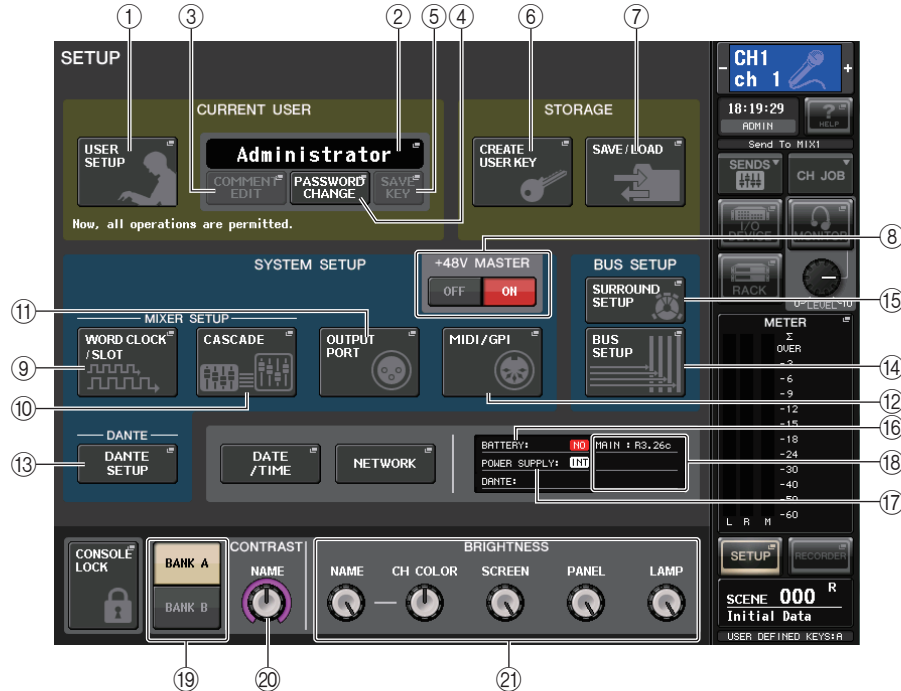 ① ③ ② ④ ⑤ ⑥ ⑦
SETUP
CURRENT USER
STORAGE
USER SETUP
Administrator
COMMENT EDIT
PASSWORD CHANGE
SAVE KEY
CREATE USER KEY
SAVE/LOAD
Now, all operations are permitted.
⑧
SYSTEM SETUP
+48V MASTER
OFF ON
BUS SETUP
SURROUND SETUP
⑮
⑪
MIXER SETUP
WORD CLOCK /SLOT
CASCADE
OUTPUT PORT
MIDI/GPI
BUS SETUP
⑨
⑩
⑭
⑫
DANTE
DANTE SETUP
⑬
DATE /TIME
NETWORK
BATTERY: NO
POWER SUPPLY: INT
DANTE:
MAIN : R3.26c
⑯
⑱
⑰
CONSOLE LOCK
BANK A
BANK B
CONTRAST
NAME
BRIGHTNESS
NAME CH COLOR SCREEN PANEL LAMP
⑲ ⑳ ㉑
- CH1 +
ch 1
18:19:29
ADMIN
?
HELP
Send To MIX1
SENDS
CH JOB
I/O DEVICE
MONITOR
RACK
0-LEVEL-10
METER
Σ
OVER
-3
-6
-9
-12
-15
-18
-24
-30
-40
-50
-60
L R M
SETUP
RECORDER
SCENE 000 R
Initial Data
USER DEFINED KEYS:A